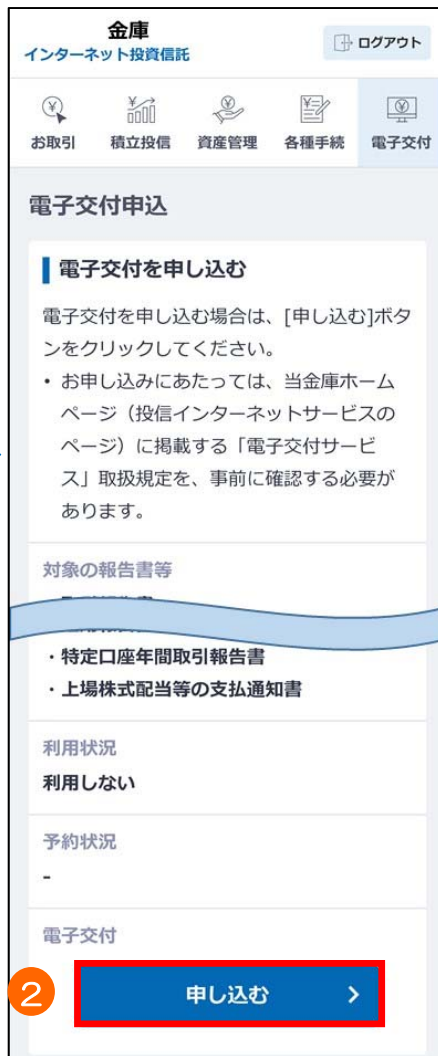 金庫
インターネット投資信託
ログアウト
お取引 積立投信 資産管理 各種手続 電子交付
電子交付申込
電子交付を申し込む
電子交付を申し込む場合は、[申し込む]ボタ
ンをクリックしてください。
• お申し込みにあたっては、当金庫ホーム
ページ（投信インターネットサービスの
ページ）に掲載する「電子交付サービ
ス」取扱規定を、事前に確認する必要が
あります。
対象の報告書等
・特定口座年間取引報告書
・上場株式配当等の支払通知書
利用状況
利用しない
予約状況
-
電子交付
2
申し込む